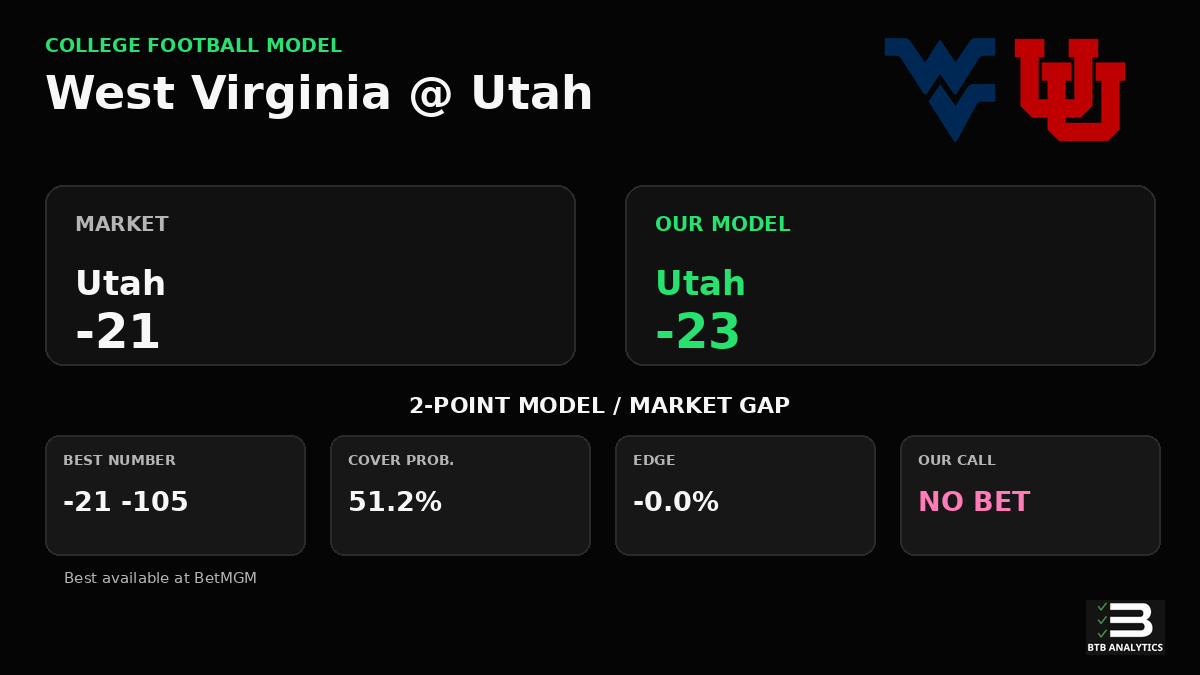 COLLEGE FOOTBALL MODEL
West Virginia @ Utah
MARKET
Utah
-21
OUR MODEL
Utah
-23
2-POINT MODEL / MARKET GAP
BEST NUMBER
-21 -105
COVER PROB.
51.2%
EDGE
-0.0%
OUR CALL
NO BET
Best available at BetMGM
BTB ANALYTICS